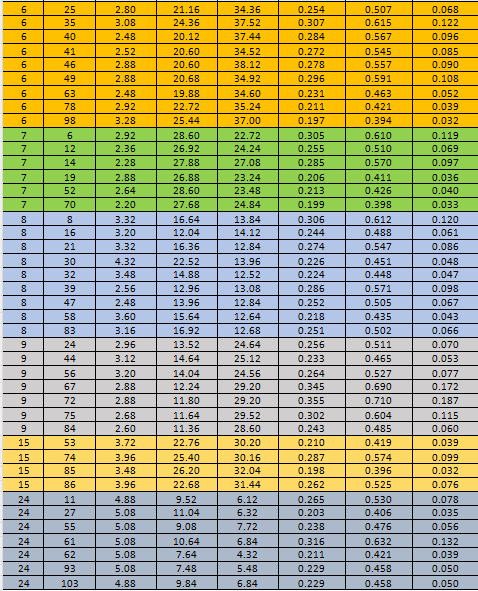 6 25 2.80 21.16 34.36 0.254 0.507 0.068
6 35 3.08 24.36 37.52 0.307 0.615 0.122
6 40 2.48 20.12 37.44 0.284 0.567 0.096
6 41 2.52 20.60 34.52 0.272 0.545 0.085
6 46 2.88 20.60 38.12 0.278 0.557 0.090
6 49 2.88 20.68 34.92 0.296 0.591 0.108
6 63 2.48 19.88 34.60 0.231 0.463 0.052
6 78 2.92 22.72 35.24 0.211 0.421 0.039
6 98 3.28 25.44 37.00 0.197 0.394 0.032
7 6 2.92 28.60 22.72 0.305 0.610 0.119
7 12 2.36 26.92 24.24 0.255 0.510 0.069
7 14 2.28 27.88 27.08 0.285 0.570 0.097
7 19 2.88 26.88 23.24 0.206 0.411 0.036
7 52 2.64 28.60 23.48 0.213 0.426 0.040
7 70 2.20 27.68 24.84 0.199 0.398 0.033
8 8 3.32 16.64 13.84 0.306 0.612 0.120
8 16 3.20 12.04 14.12 0.244 0.488 0.061
8 21 3.32 16.36 12.84 0.274 0.547 0.086
8 30 4.32 22.52 13.96 0.226 0.451 0.048
8 32 3.48 14.88 12.52 0.224 0.448 0.047
8 39 2.56 12.96 13.08 0.286 0.571 0.098
8 47 2.48 13.96 12.84 0.252 0.505 0.067
8 58 3.60 15.64 12.64 0.218 0.435 0.043
8 83 3.16 16.92 12.68 0.251 0.502 0.066
9 24 2.96 13.52 24.64 0.256 0.511 0.070
9 44 3.12 14.64 25.12 0.233 0.465 0.053
9 56 3.20 14.04 24.56 0.264 0.527 0.077
9 67 2.88 12.24 29.20 0.345 0.690 0.172
9 72 2.88 11.80 29.20 0.355 0.710 0.187
9 75 2.68 11.64 29.52 0.302 0.604 0.115
9 84 2.60 11.36 28.60 0.243 0.485 0.060
15 53 3.72 22.76 30.20 0.210 0.419 0.039
15 74 3.96 25.40 30.16 0.287 0.574 0.099
15 85 3.48 26.20 32.04 0.198 0.396 0.032
15 86 3.96 22.68 31.44 0.262 0.525 0.076
24 11 4.88 9.52 6.12 0.265 0.530 0.078
24 27 5.08 11.04 6.32 0.203 0.406 0.035
24 55 5.08 9.08 7.72 0.238 0.476 0.056
24 61 5.08 10.64 6.84 0.316 0.632 0.132
24 62 5.08 7.64 4.32 0.211 0.421 0.039
24 93 5.08 7.48 5.48 0.229 0.458 0.050
24 103 4.88 9.84 6.84 0.229 0.458 0.050